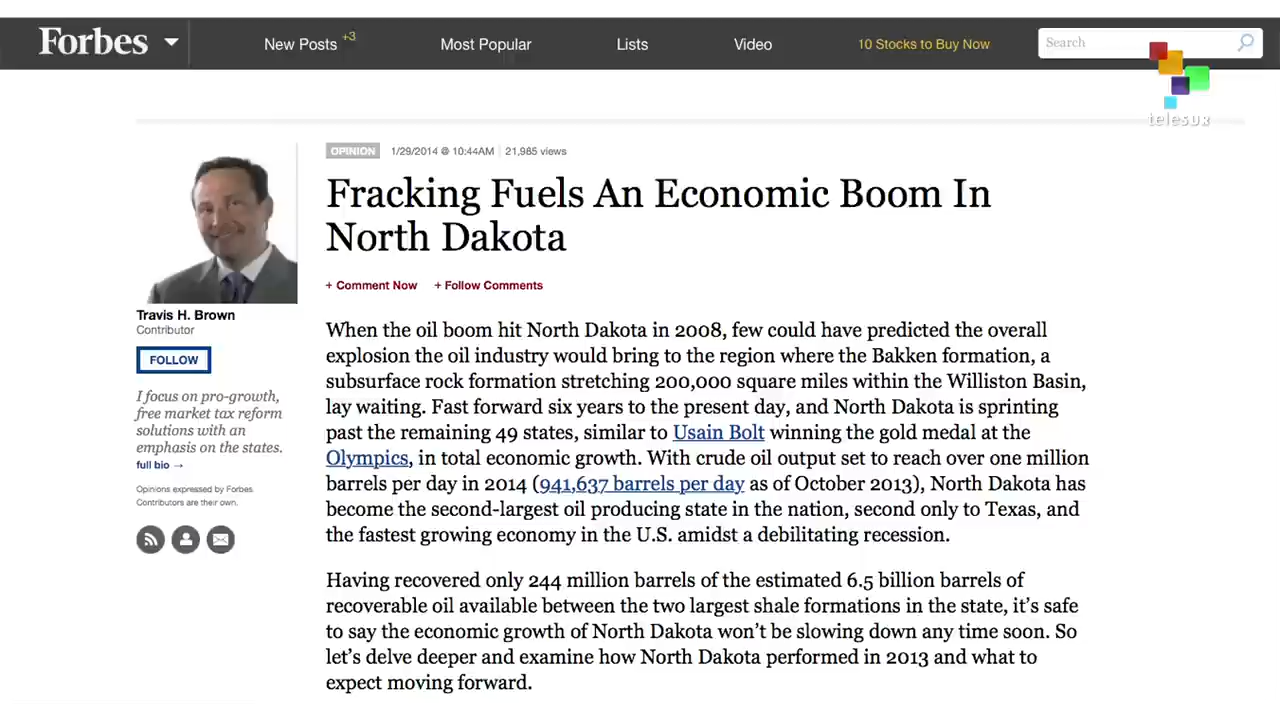 Forbes
New Posts +3
Most Popular
Lists
Video
10 Stocks to Buy Now
Search
teleSUR
OPINION 1/29/2014 @ 10:44AM 21,985 views
Fracking Fuels An Economic Boom In
North Dakota
+ Comment Now + Follow Comments
Travis H. Brown
Contributor
FOLLOW
I focus on pro-growth,
free market tax reform
solutions with an
emphasis on the states.
full bio →
Opinions expressed by Forbes
Contributors are their own.
When the oil boom hit North Dakota in 2008, few could have predicted the overall
explosion the oil industry would bring to the region where the Bakken formation, a
subsurface rock formation stretching 200,000 square miles within the Williston Basin,
lay waiting. Fast forward six years to the present day, and North Dakota is sprinting
past the remaining 49 states, similar to Usain Bolt winning the gold medal at the
Olympics, in total economic growth. With crude oil output set to reach over one million
barrels per day in 2014 (941,637 barrels per day as of October 2013), North Dakota has
become the second-largest oil producing state in the nation, second only to Texas, and
the fastest growing economy in the U.S. amidst a debilitating recession.
Having recovered only 244 million barrels of the estimated 6.5 billion barrels of
recoverable oil available between the two largest shale formations in the state, it's safe
to say the economic growth of North Dakota won't be slowing down any time soon. So
let's delve deeper and examine how North Dakota performed in 2013 and what to
expect moving forward.